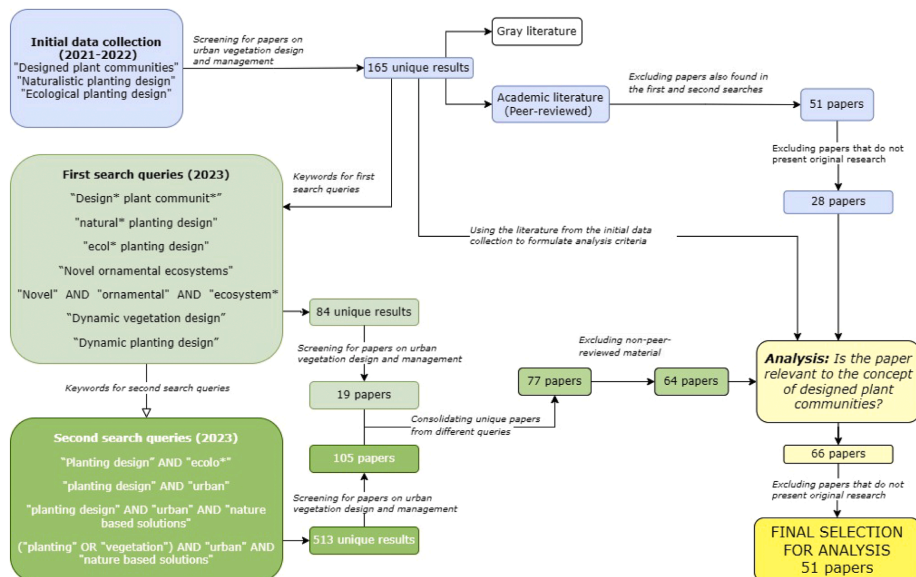 Initial data collection
(2021-2022)
"Designed plant communities"
"Naturalistic planting design"
"Ecological planting design"
Screening for papers on
urban vegetation design
and management
165 unique results
Gray literature
Academic literature
(Peer-reviewed)
Excluding papers also found in
the first and second searches
51 papers
Excluding papers that do not
present original research
28 papers
Keywords for first
search queries
Using the literature from the initial data
collection to formulate analysis criteria
First search queries (2023)
"Design* plant communit*"
"natural* planting design"
"ecol* planting design"
"Novel ornamental ecosystems"
"Novel" AND "ornamental" AND "ecosystem*
"Dynamic vegetation design"
"Dynamic planting design"
84 unique results
Screening for papers on urban
vegetation design and management
19 papers
Keywords for second search queries
Consolidating unique papers
from different queries
77 papers
Excluding non-peer-
reviewed material
64 papers
Analysis: Is the paper
relevant to the concept
of designed plant
communities?
66 papers
Excluding papers that do not
present original research
FINAL SELECTION
FOR ANALYSIS
51 papers
Second search queries (2023)
"Planting design" AND "ecolo*"
"planting design" AND "urban"
"planting design" AND "urban" AND "nature
based solutions"
("planting" OR "vegetation") AND "urban" AND
"nature based solutions"
105 papers
Screening for papers on urban
vegetation design and management
513 unique results